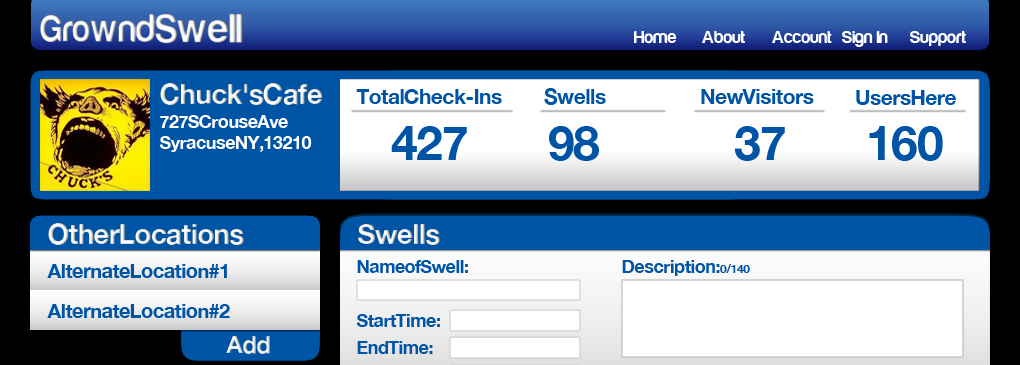 GrowndSwell
Home About Account Sign In Support
Chuck'sCafe
727SCrouseAve
SyracuseNY,13210
CHUCK'S
TotalCheck-Ins Swells NewVisitors UsersHere
427 98 37 160
OtherLocations
AlternateLocation#1
AlternateLocation#2
Add
Swells
NameofSwell:
Description:0/140
StartTime:
EndTime: